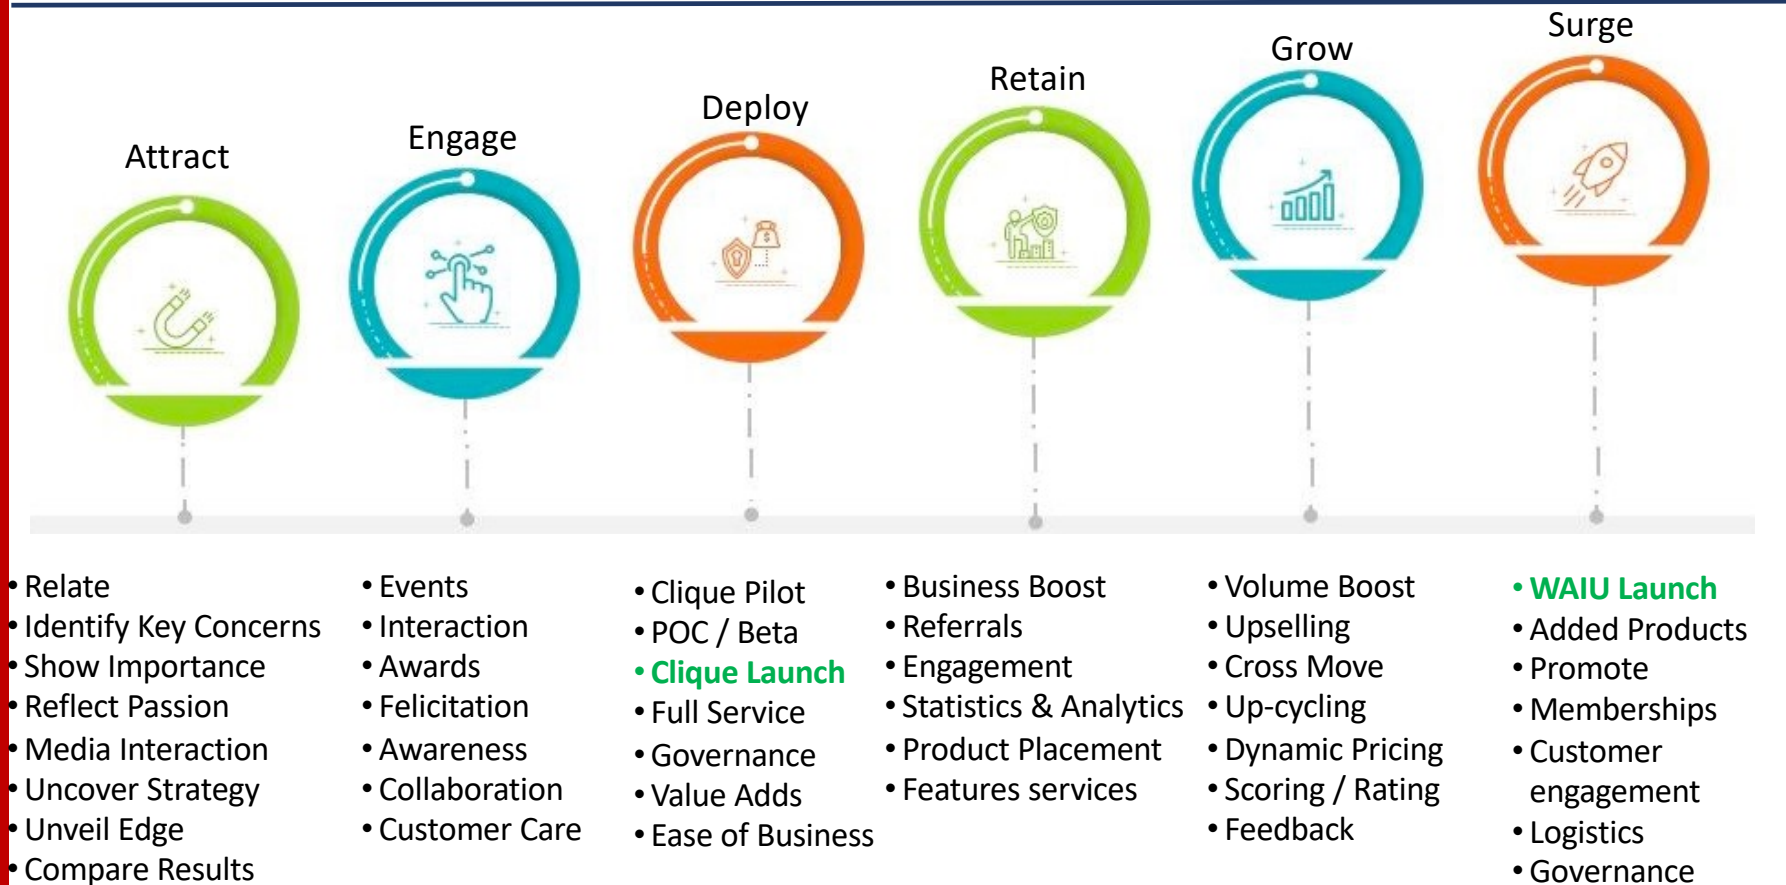 Attract
Engage
Deploy
Retain
Grow
Surge
• Relate
• Identify Key Concerns
• Show Importance
• Reflect Passion
• Media Interaction
• Uncover Strategy
• Unveil Edge
• Compare Results
• Events
• Interaction
• Awards
• Felicitation
• Awareness
• Collaboration
• Customer Care
• Clique Pilot
• POC / Beta
• Clique Launch
• Full Service
• Governance
• Value Adds
• Ease of Business
• Business Boost
• Referrals
• Engagement
• Statistics & Analytics
• Product Placement
• Features services
• Volume Boost
• Upselling
• Cross Move
• Up-cycling
• Dynamic Pricing
• Scoring / Rating
• Feedback
• WAIU Launch
• Added Products
• Promote
• Memberships
• Customer
engagement
• Logistics
• Governance